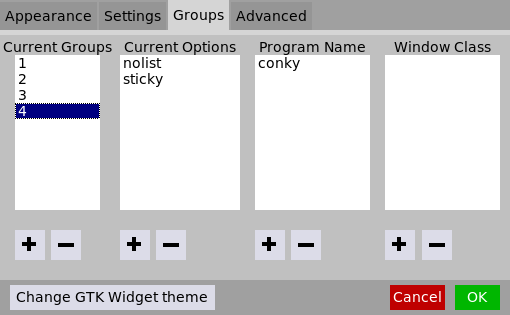 Appearance Settings Groups Advanced
Current Groups Current Options Program Name Window Class
1 nolist conky
2 sticky
3
4
+ − + − + − + −
Change GTK Widget theme Cancel OK